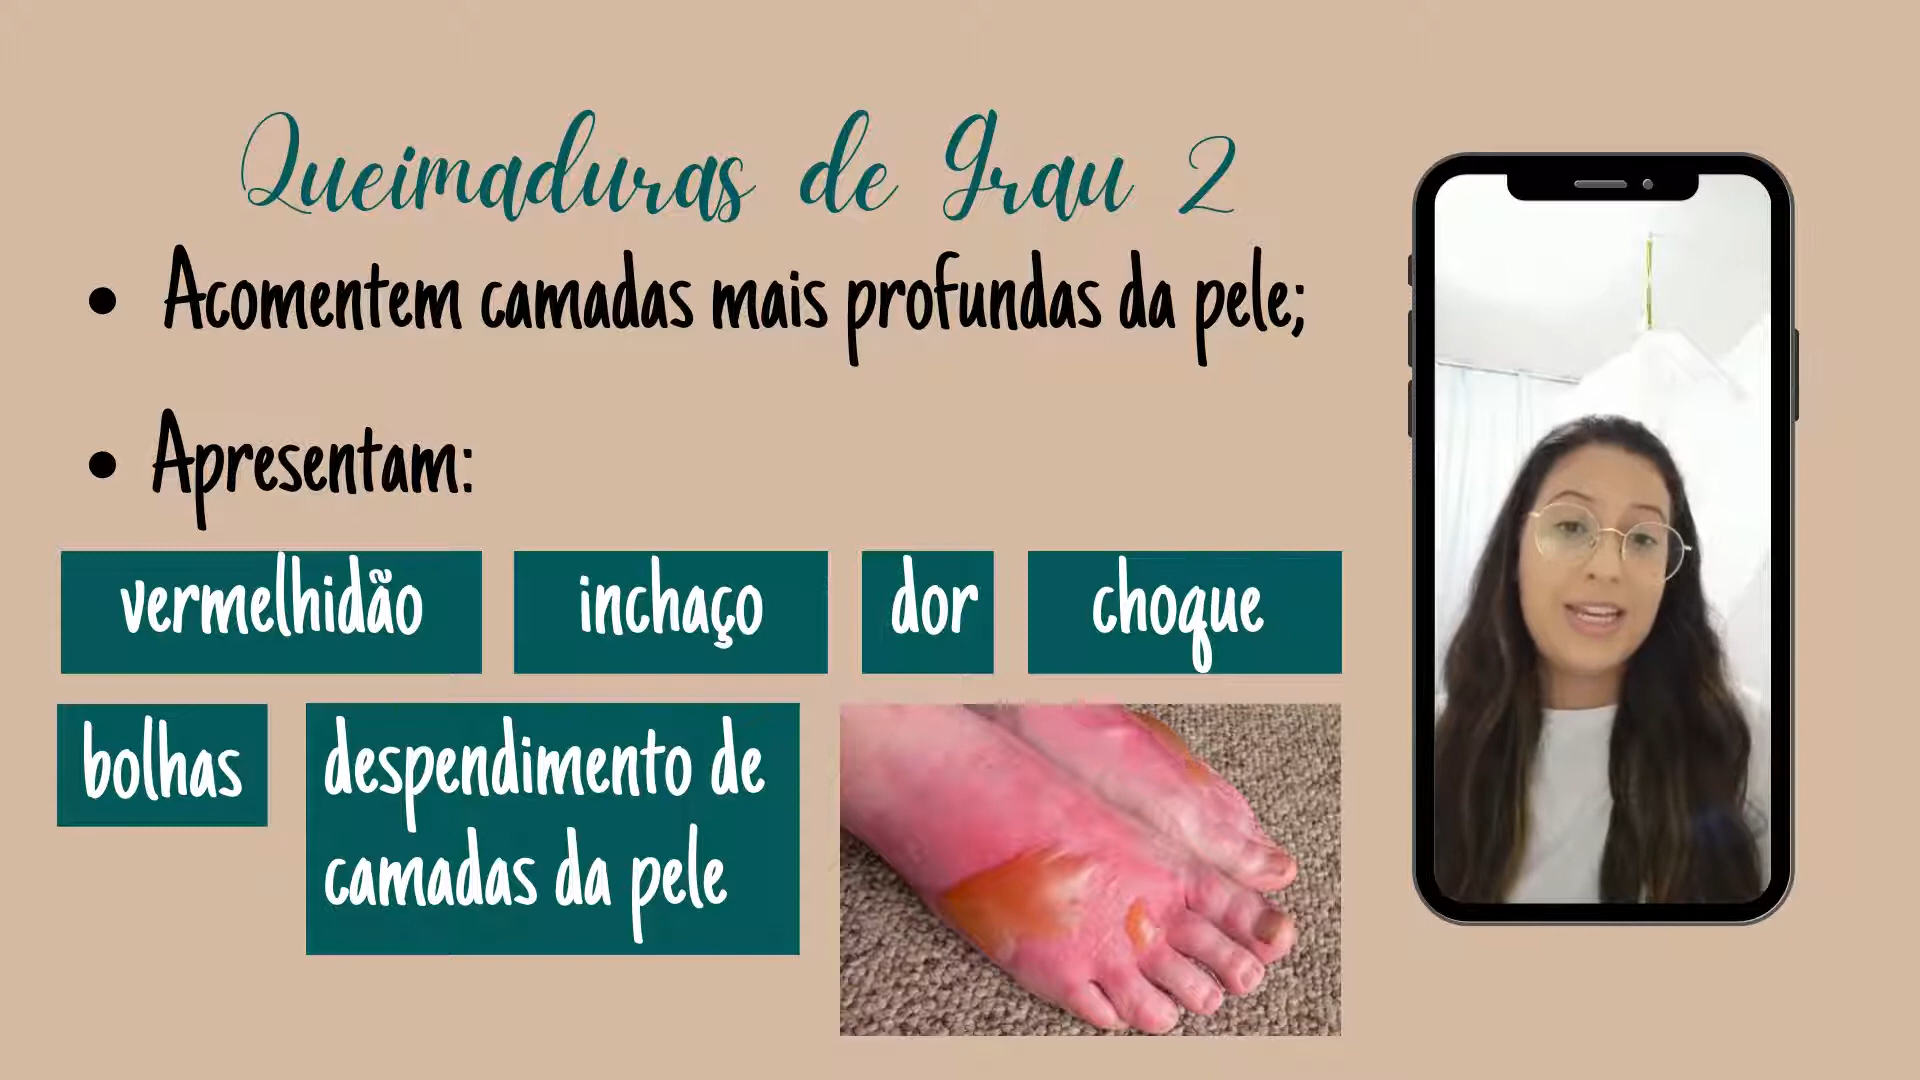 Queimaduras de Grau 2
• Acomentem camadas mais profundas da pele;
• Apresentam:
vermelhidão
inchaço
dor
choque
bolhas
despendimento de
camadas da pele